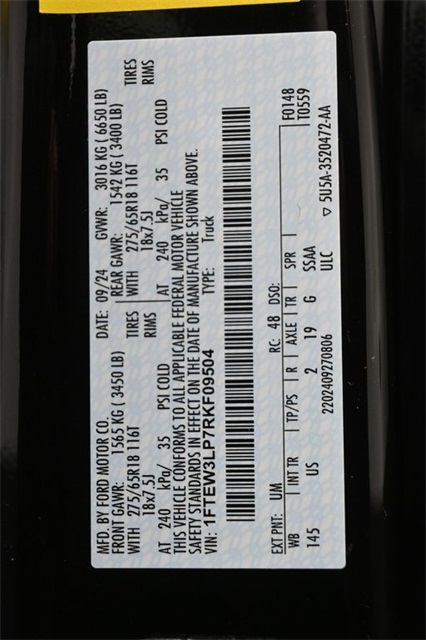 MFD. BY FORD MOTOR CO. DATE: 09/24 GVWR: 3016 KG ( 6650 LB)
FRONT GAWR: 1565 KG ( 3450 LB) REAR GAWR: 1542 KG ( 3400 LB)
WITH 275/65R18 116T TIRES WITH 275/65R18 116T TIRES
18x7.5J RIMS 18x7.5J RIMS
AT 240 kPa/ 35 PSI COLD AT 240 kPa/ 35 PSI COLD
THIS VEHICLE CONFORMS TO ALL APPLICABLE FEDERAL MOTOR VEHICLE
SAFETY STANDARDS IN EFFECT ON THE DATE OF MANUFACTURE SHOWN ABOVE.
VIN: 1FTEW3LP7RKF09504 TYPE: Truck
F0148
EXT PNT: UM RC: 48 DSO: T0559
WB INT TR TP/PS R AXLE TR SPR
145 US 2 19 G SSAA
2202409270806 ULC ▽ 5U5A-3520472-AA